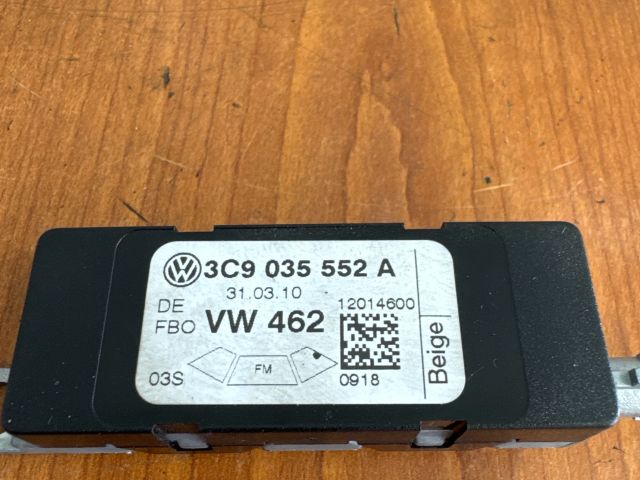 3C9 035 552 A
31.03.10
DE
FBO
VW 462
12014600
03S
FM
0918
Beige